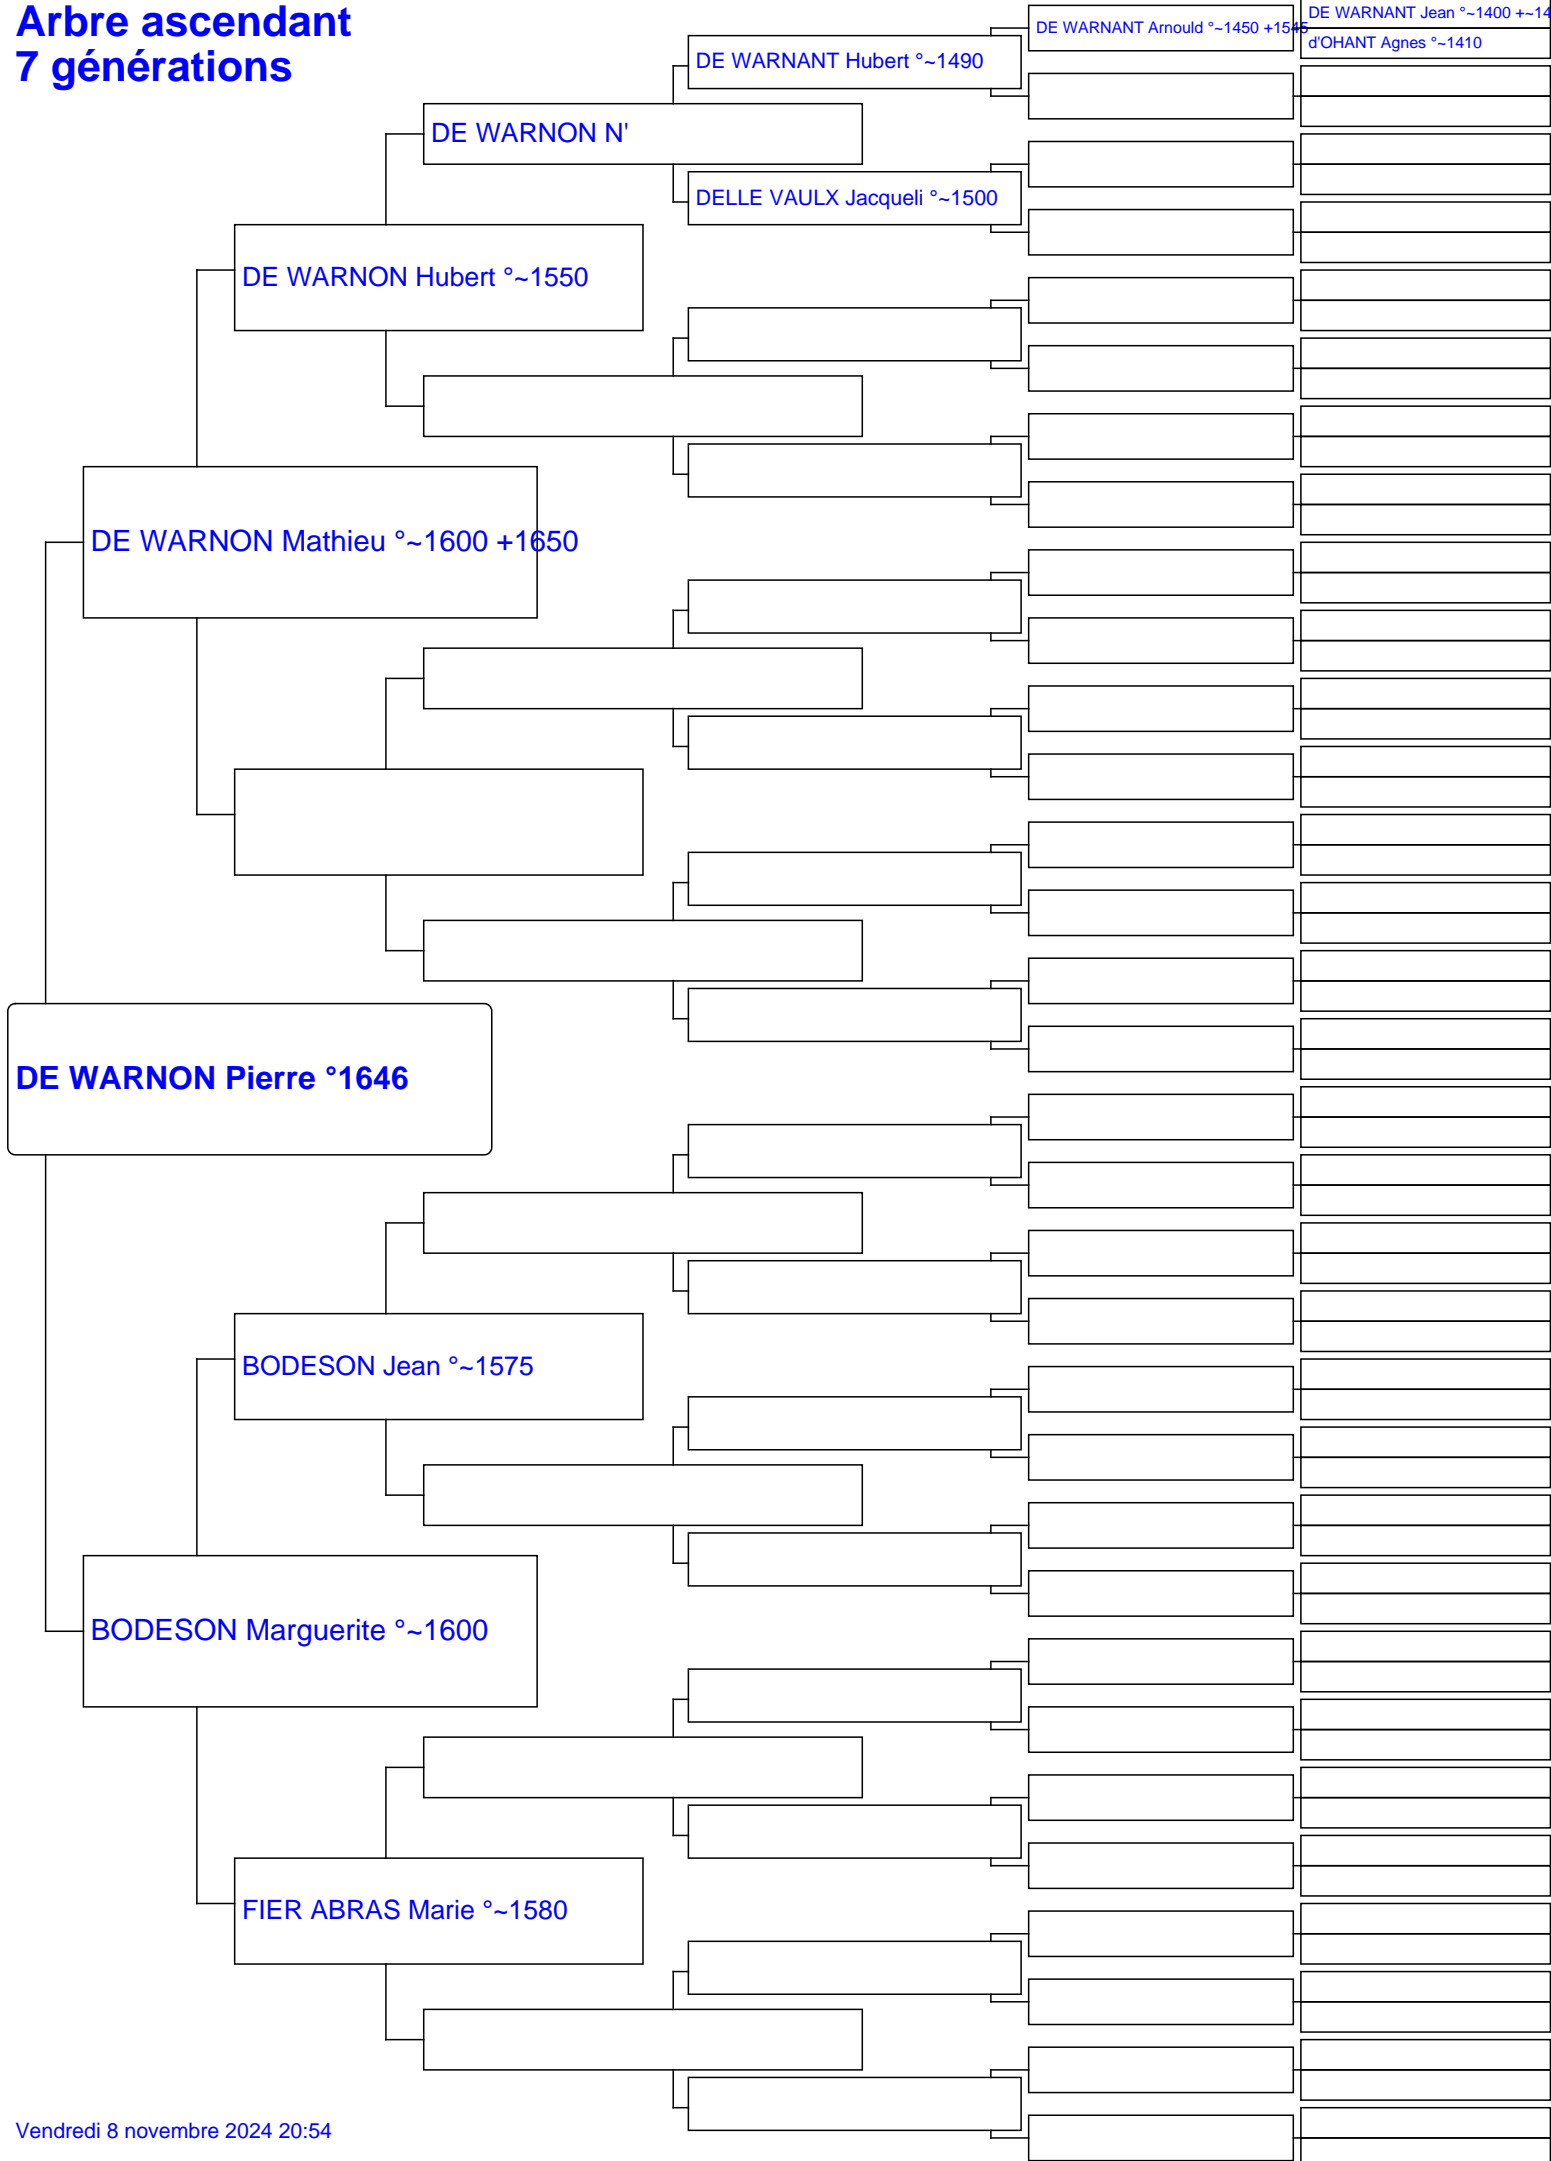 Arbre ascendant
7 générations
DE WARNANT Jean °~1400 +~14
DE WARNANT Arnould °~1450 +1545
d'OHANT Agnes °~1410
DE WARNANT Hubert °~1490
DE WARNON N'
DELLE VAULX Jacqueli °~1500
DE WARNON Hubert °~1550
DE WARNON Mathieu °~1600 +1650
DE WARNON Pierre °1646
BODESON Jean °~1575
BODESON Marguerite °~1600
FIER ABRAS Marie °~1580
Vendredi 8 novembre 2024 20:54